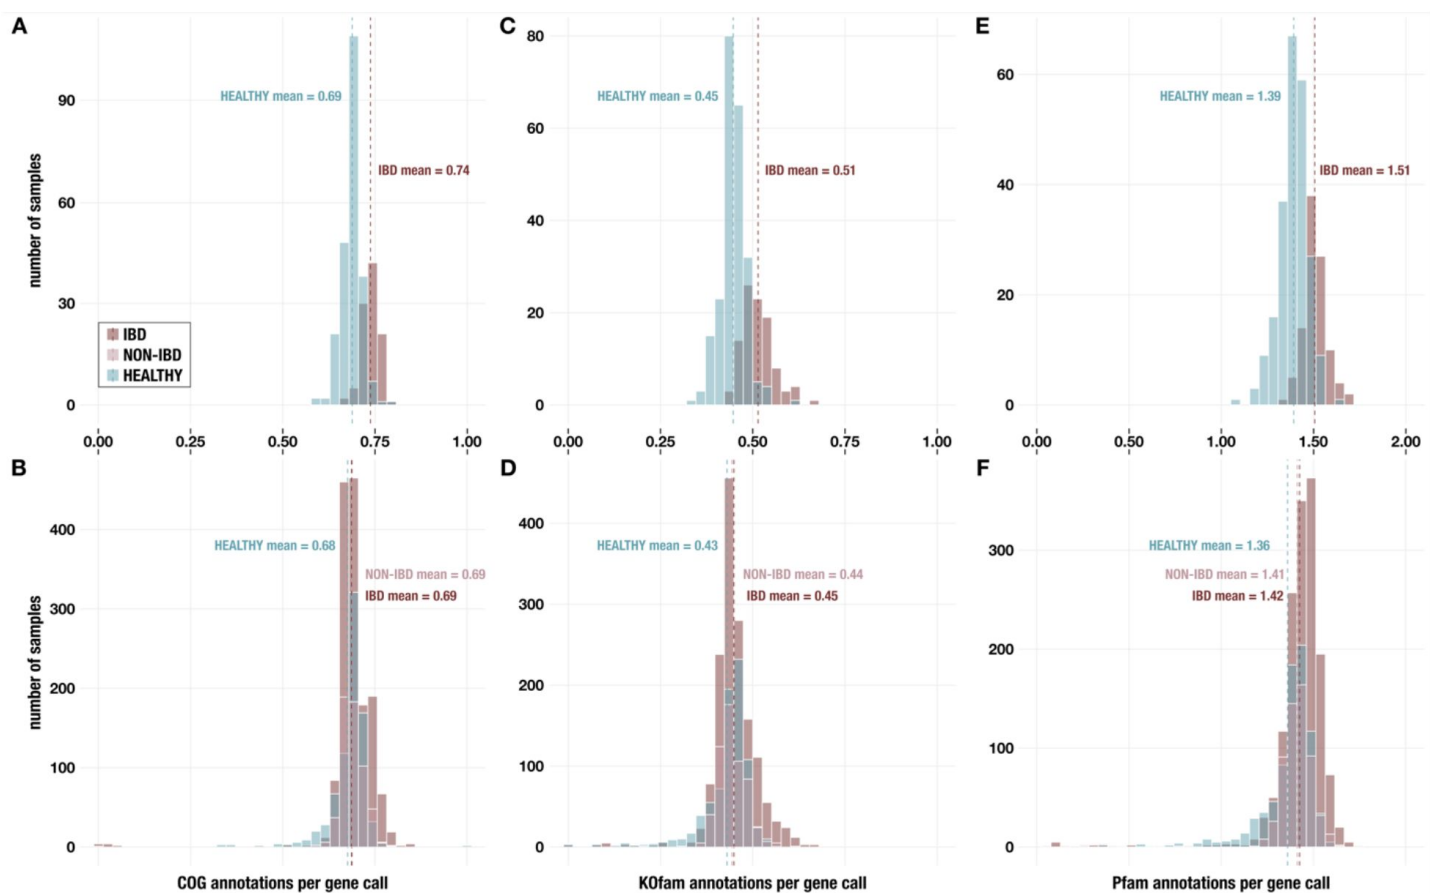 A
C
E
HEALTHY mean = 0.69
IBD mean = 0.74
number of samples
90
60
30
0
IBD
NON-IBD
HEALTHY
0.00 0.25 0.50 0.75 1.00
HEALTHY mean = 0.45
IBD mean = 0.51
80
60
40
20
0
0.00 0.25 0.50 0.75 1.00
HEALTHY mean = 1.39
IBD mean = 1.51
60
40
20
0
0.00 0.50 1.00 1.50 2.00
B
D
F
HEALTHY mean = 0.68
NON-IBD mean = 0.69
IBD mean = 0.69
number of samples
400
300
200
100
0
COG annotations per gene call
HEALTHY mean = 0.43
NON-IBD mean = 0.44
IBD mean = 0.45
400
300
200
100
0
KOfam annotations per gene call
HEALTHY mean = 1.36
NON-IBD mean = 1.41
IBD mean = 1.42
300
200
100
0
Pfam annotations per gene call